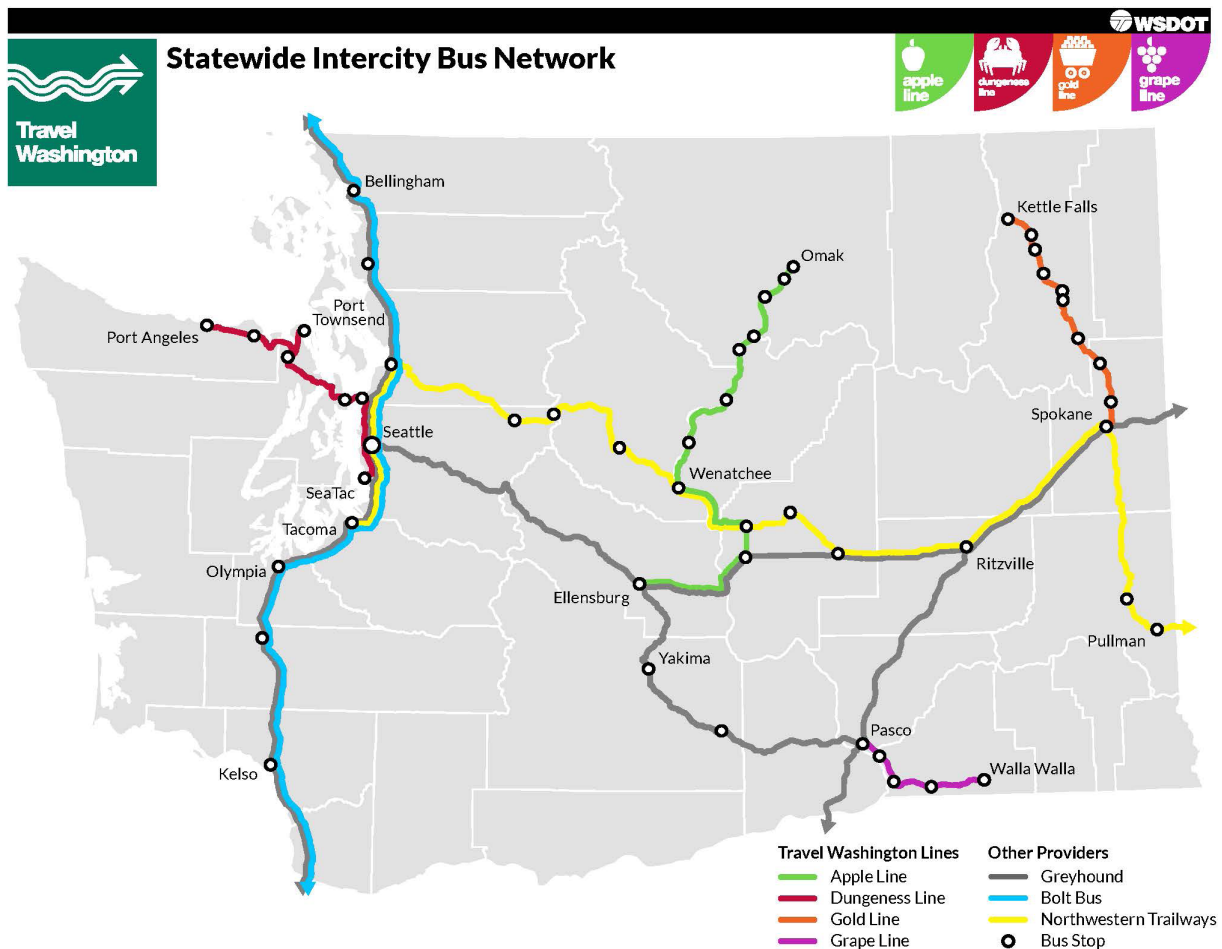 WSDOT
Travel
Washington
Statewide Intercity Bus Network
apple
line
dungeness
line
gold
line
grape
line
Bellingham
Kettle Falls
Omak
Port
Townsend
Port Angeles
Spokane
Seattle
Wenatchee
SeaTac
Tacoma
Olympia
Ritzville
Ellensburg
Pullman
Yakima
Pasco
Kelso
Walla Walla
Travel Washington Lines
Apple Line
Dungeness Line
Gold Line
Grape Line
Other Providers
Greyhound
Bolt Bus
Northwestern Trailways
Bus Stop